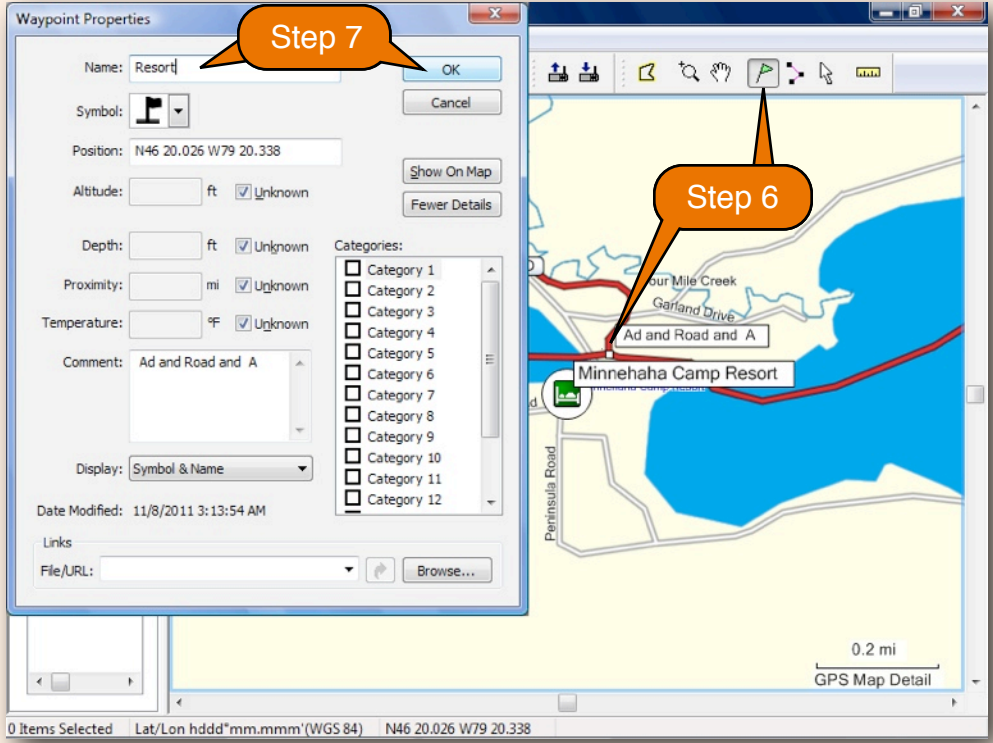 Waypoint Properties
Step 7
Name: Resort
OK
Symbol:
Cancel
Position: N46 20.026 W79 20.338
Show On Map
Altitude: ft Unknown
Fewer Details
Depth: ft Unknown
Categories:
Proximity: mi Unknown
Temperature: °F Unknown
Category 1
Category 2
Category 3
Category 4
Category 5
Category 6
Category 7
Category 8
Category 9
Category 10
Category 11
Category 12
Comment: Ad and Road and A
Display: Symbol & Name
Date Modified: 11/8/2011 3:13:54 AM
Links
File/URL:
Browse...
Step 6
our Mile Creek
Garland Drive
Ad and Road and A
Minnehaha Camp Resort
Minnehaha Camp Resort
Peninsula Road
0.2 mi
GPS Map Detail
0 Items Selected
Lat/Lon hddd°mm.mmm'(WGS 84)
N46 20.026 W79 20.338